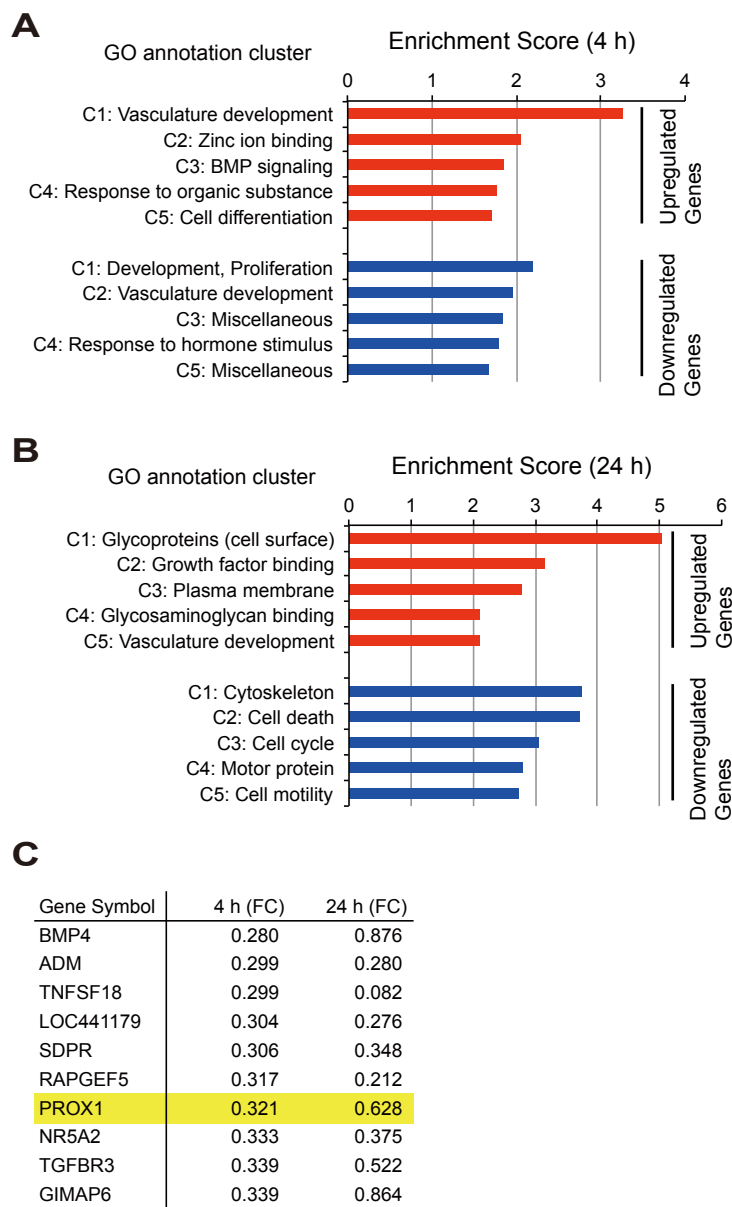 A
GO annotation cluster
Enrichment Score (4 h)
0 1 2 3 4
C1: Vasculature development
C2: Zinc ion binding
C3: BMP signaling
C4: Response to organic substance
C5: Cell differentiation
Upregulated
Genes
C1: Development, Proliferation
C2: Vasculature development
C3: Miscellaneous
C4: Response to hormone stimulus
C5: Miscellaneous
Downregulated
Genes
B
GO annotation cluster
Enrichment Score (24 h)
0 1 2 3 4 5 6
C1: Glycoproteins (cell surface)
C2: Growth factor binding
C3: Plasma membrane
C4: Glycosaminoglycan binding
C5: Vasculature development
Upregulated
Genes
C1: Cytoskeleton
C2: Cell death
C3: Cell cycle
C4: Motor protein
C5: Cell motility
Downregulated
Genes
C
Gene Symbol 4 h (FC) 24 h (FC)
BMP4 0.280 0.876
ADM 0.299 0.280
TNFSF18 0.299 0.082
LOC441179 0.304 0.276
SDPR 0.306 0.348
RAPGEF5 0.317 0.212
PROX1 0.321 0.628
NR5A2 0.333 0.375
TGFBR3 0.339 0.522
GIMAP6 0.339 0.864